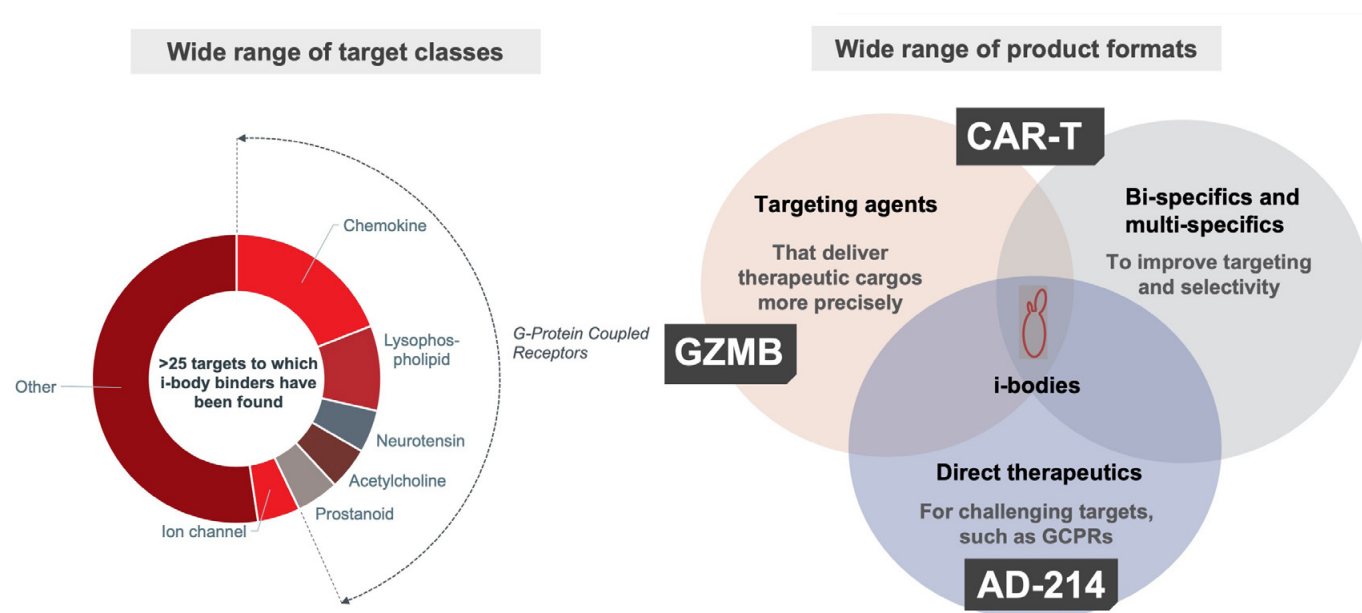 Wide range of target classes
Chemokine
Lysophos-
pholipid
G-Protein Coupled
Receptors
>25 targets to which
i-body binders have
been found
Other
Neurotensin
Acetylcholine
Prostanoid
Ion channel
Wide range of product formats
CAR-T
Targeting agents
That deliver
therapeutic cargos
more precisely
Bi-specifics and
multi-specifics
To improve targeting
and selectivity
GZMB
i-bodies
Direct therapeutics
For challenging targets,
such as GCPRs
AD-214